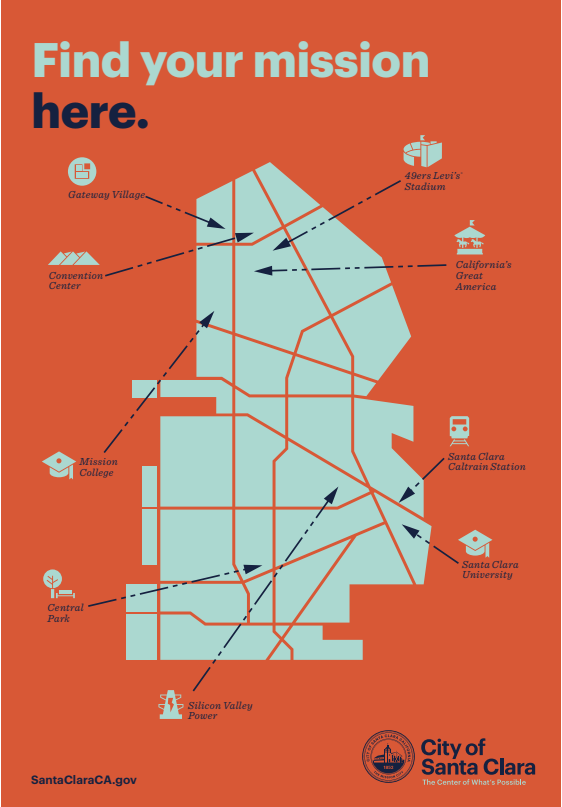 Find your mission
here.
49ers Levi's'
Stadium
Gateway Village
Convention
Center
California's
Great
America
Mission
College
Santa Clara
Caltrain Station
Santa Clara
University
Central
Park
Silicon Valley
Power
SantaClaraCA.gov
City of
Santa Clara
The Center of What's Possible